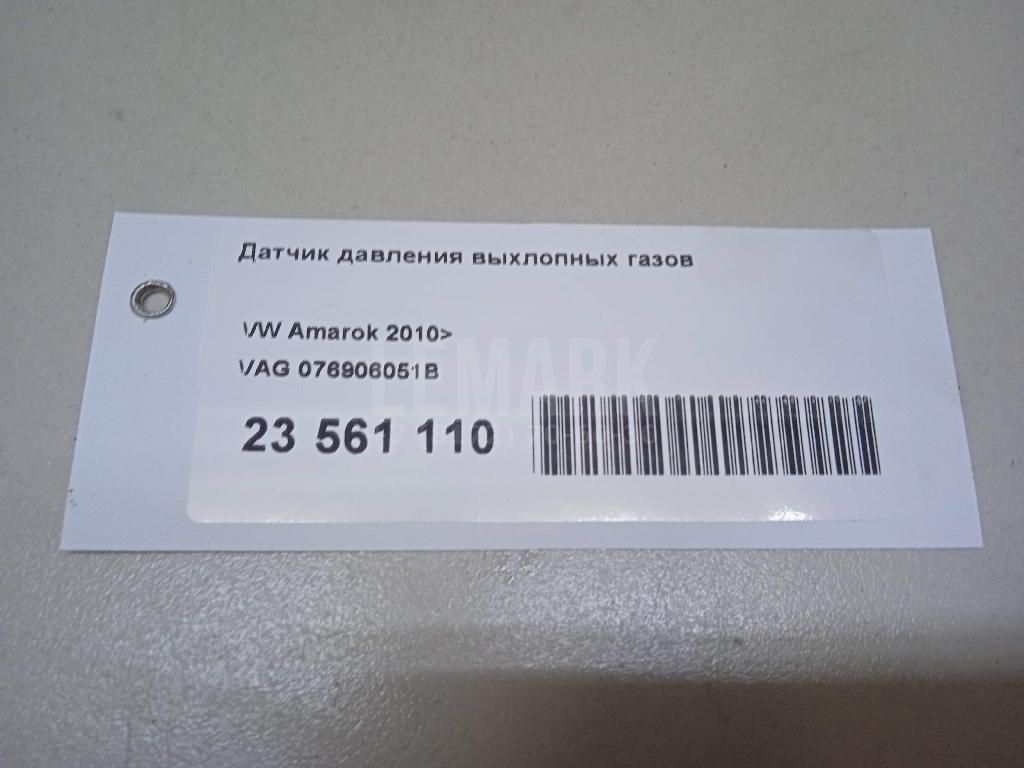 Датчик давления выхлопных газов
VW Amarok 2010>
VAG 076906051B
LEMARK
23 561 110